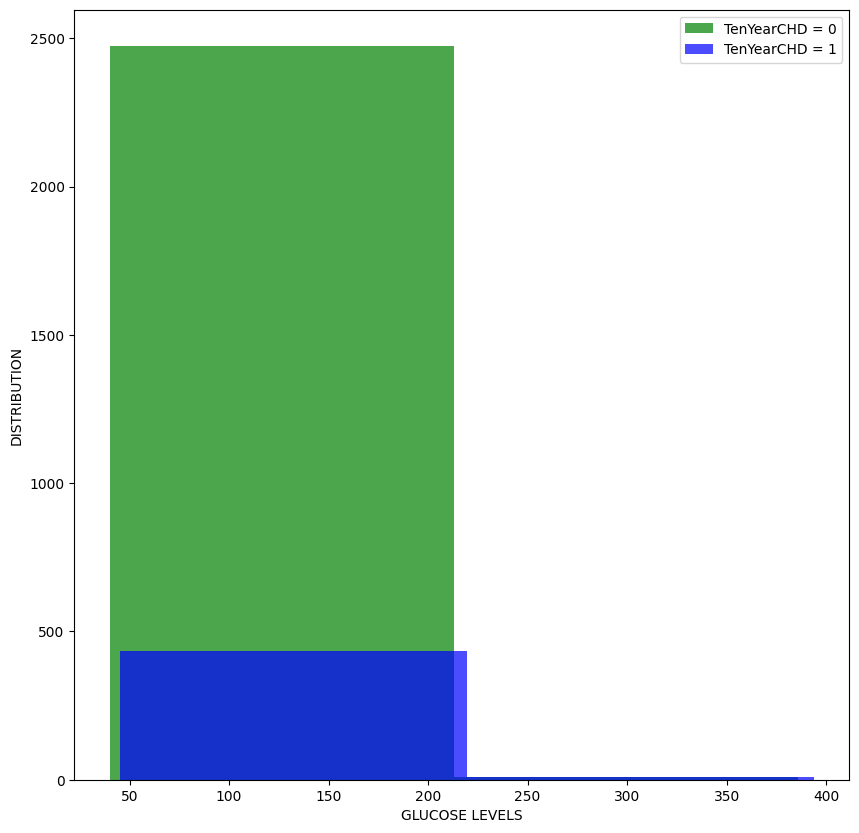 TenYearCHD = 0
TenYearCHD = 1
2500
2000
1500
1000
500
0
DISTRIBUTION
50 100 150 200 250 300 350 400
GLUCOSE LEVELS